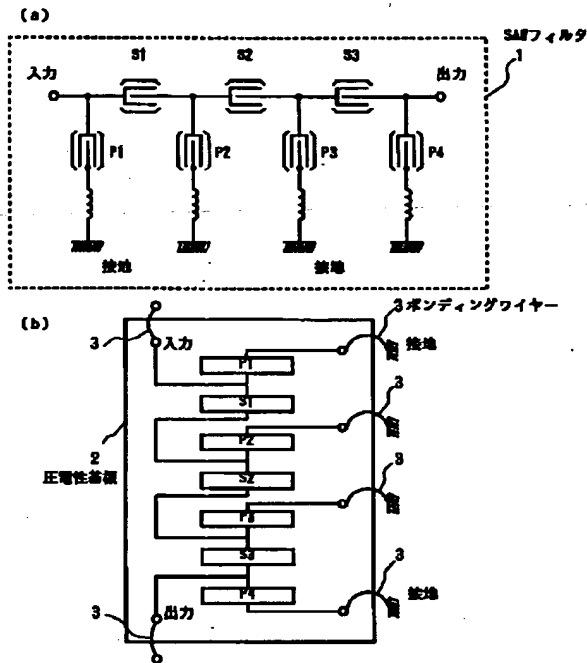 (a)
SAWフィルタ
1
入力
S1
S2
S3
出力
P1
P2
P3
P4
接地
接地
(b)
3 ボンディングワイヤー
3
入力
接地
P1
S1
3
P2
2
圧電性基板
S2
3
P3
S3
3
P4
接地
出力
3